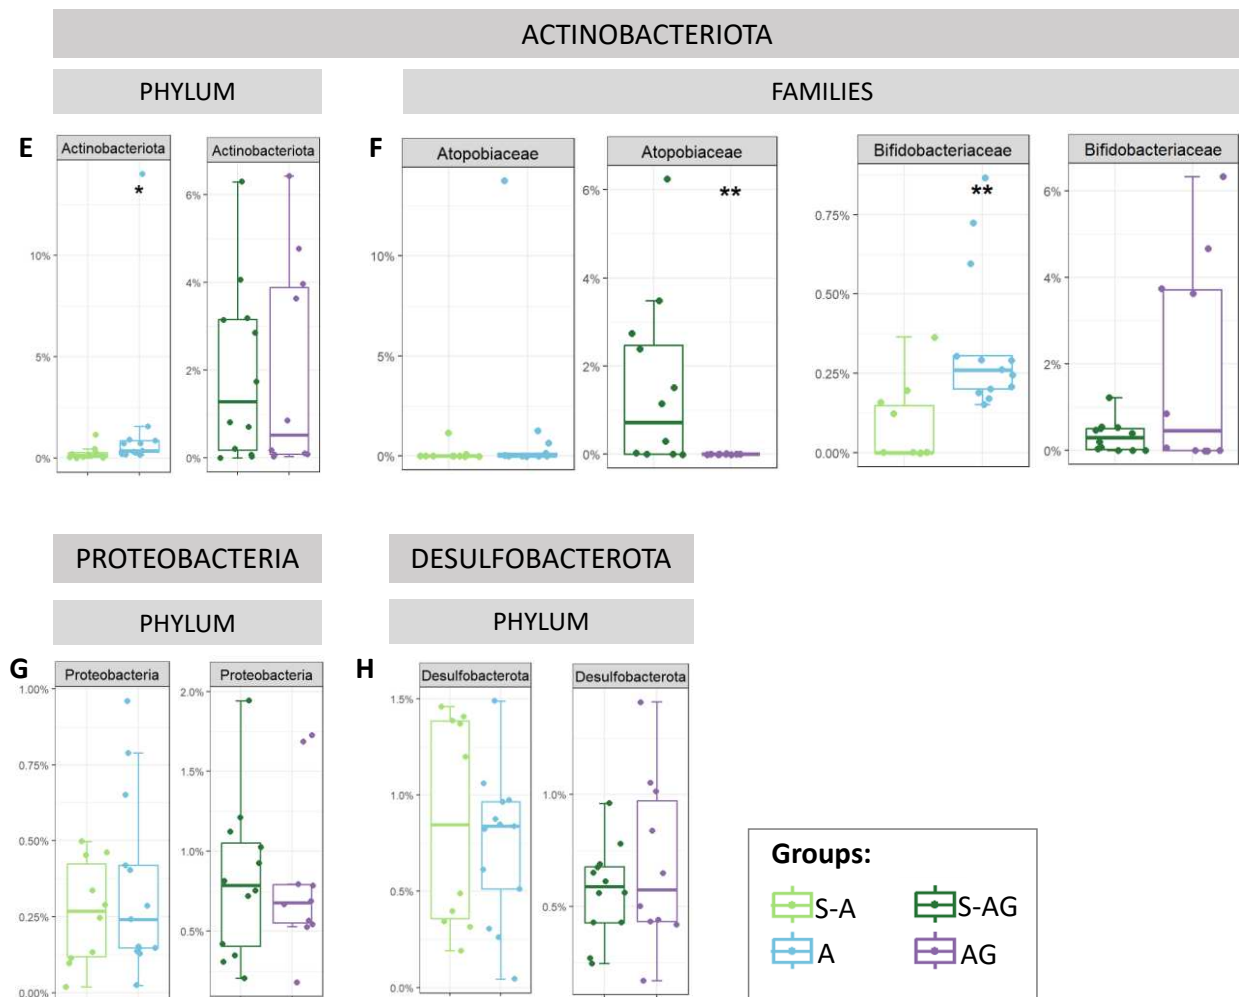 ACTINOBACTERIOTA
PHYLUM
FAMILIES
E
Actinobacteriota
Actinobacteriota
F
Atopobiaceae
Atopobiaceae
Bifidobacteriaceae
Bifidobacteriaceae
*
**
**
10%
5%
0%
6%
4%
2%
0%
10%
5%
0%
6%
4%
2%
0%
0.75%
0.50%
0.25%
0.00%
6%
4%
2%
0%
PROTEOBACTERIA
DESULFOBACTEROTA
PHYLUM
PHYLUM
G
Proteobacteria
Proteobacteria
H
Desulfobacterota
Desulfobacterota
1.00%
0.75%
0.50%
0.25%
0.00%
2.0%
1.5%
1.0%
0.5%
1.5%
1.0%
0.5%
0.0%
1.0%
0.5%
Groups:
S-A
S-AG
A
AG